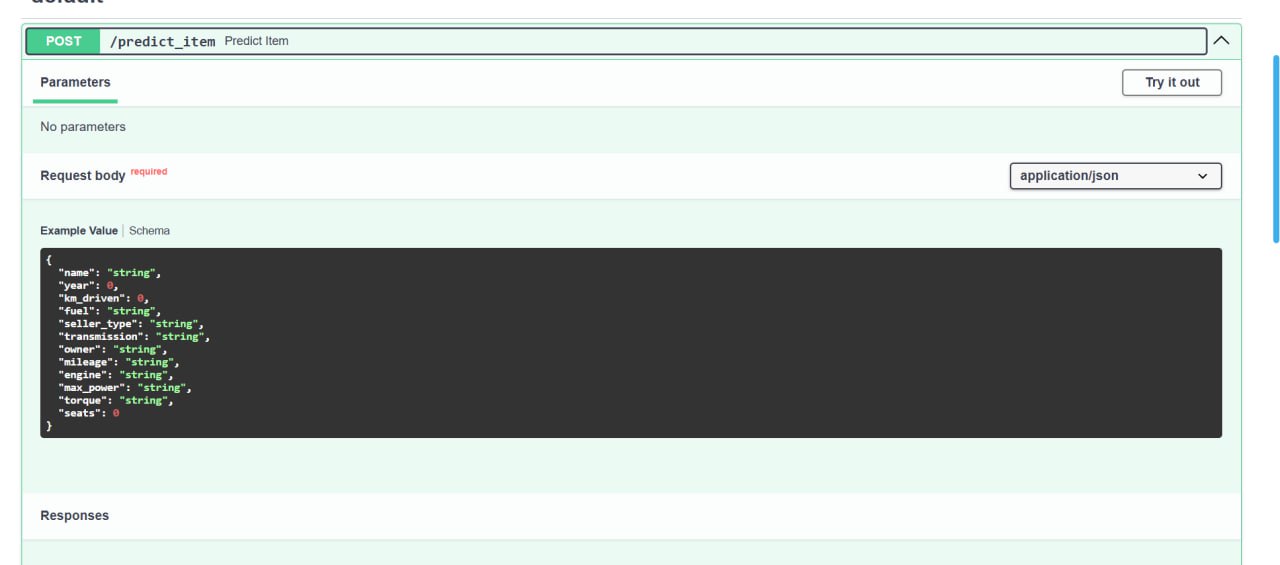 default
POST /predict_item Predict Item
Parameters
Try it out
No parameters
Request body required
application/json
Example Value | Schema
{
  "name": "string",
  "year": 0,
  "km_driven": 0,
  "fuel": "string",
  "seller_type": "string",
  "transmission": "string",
  "owner": "string",
  "mileage": "string",
  "engine": "string",
  "max_power": "string",
  "torque": "string",
  "seats": 0
}
Responses